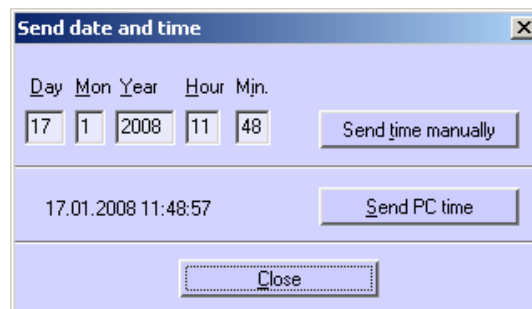 Send date and time
Day Mon Year Hour Min.
17 1 2008 11 48 Send time manually
17.01.2008 11:48:57 Send PC time
Close